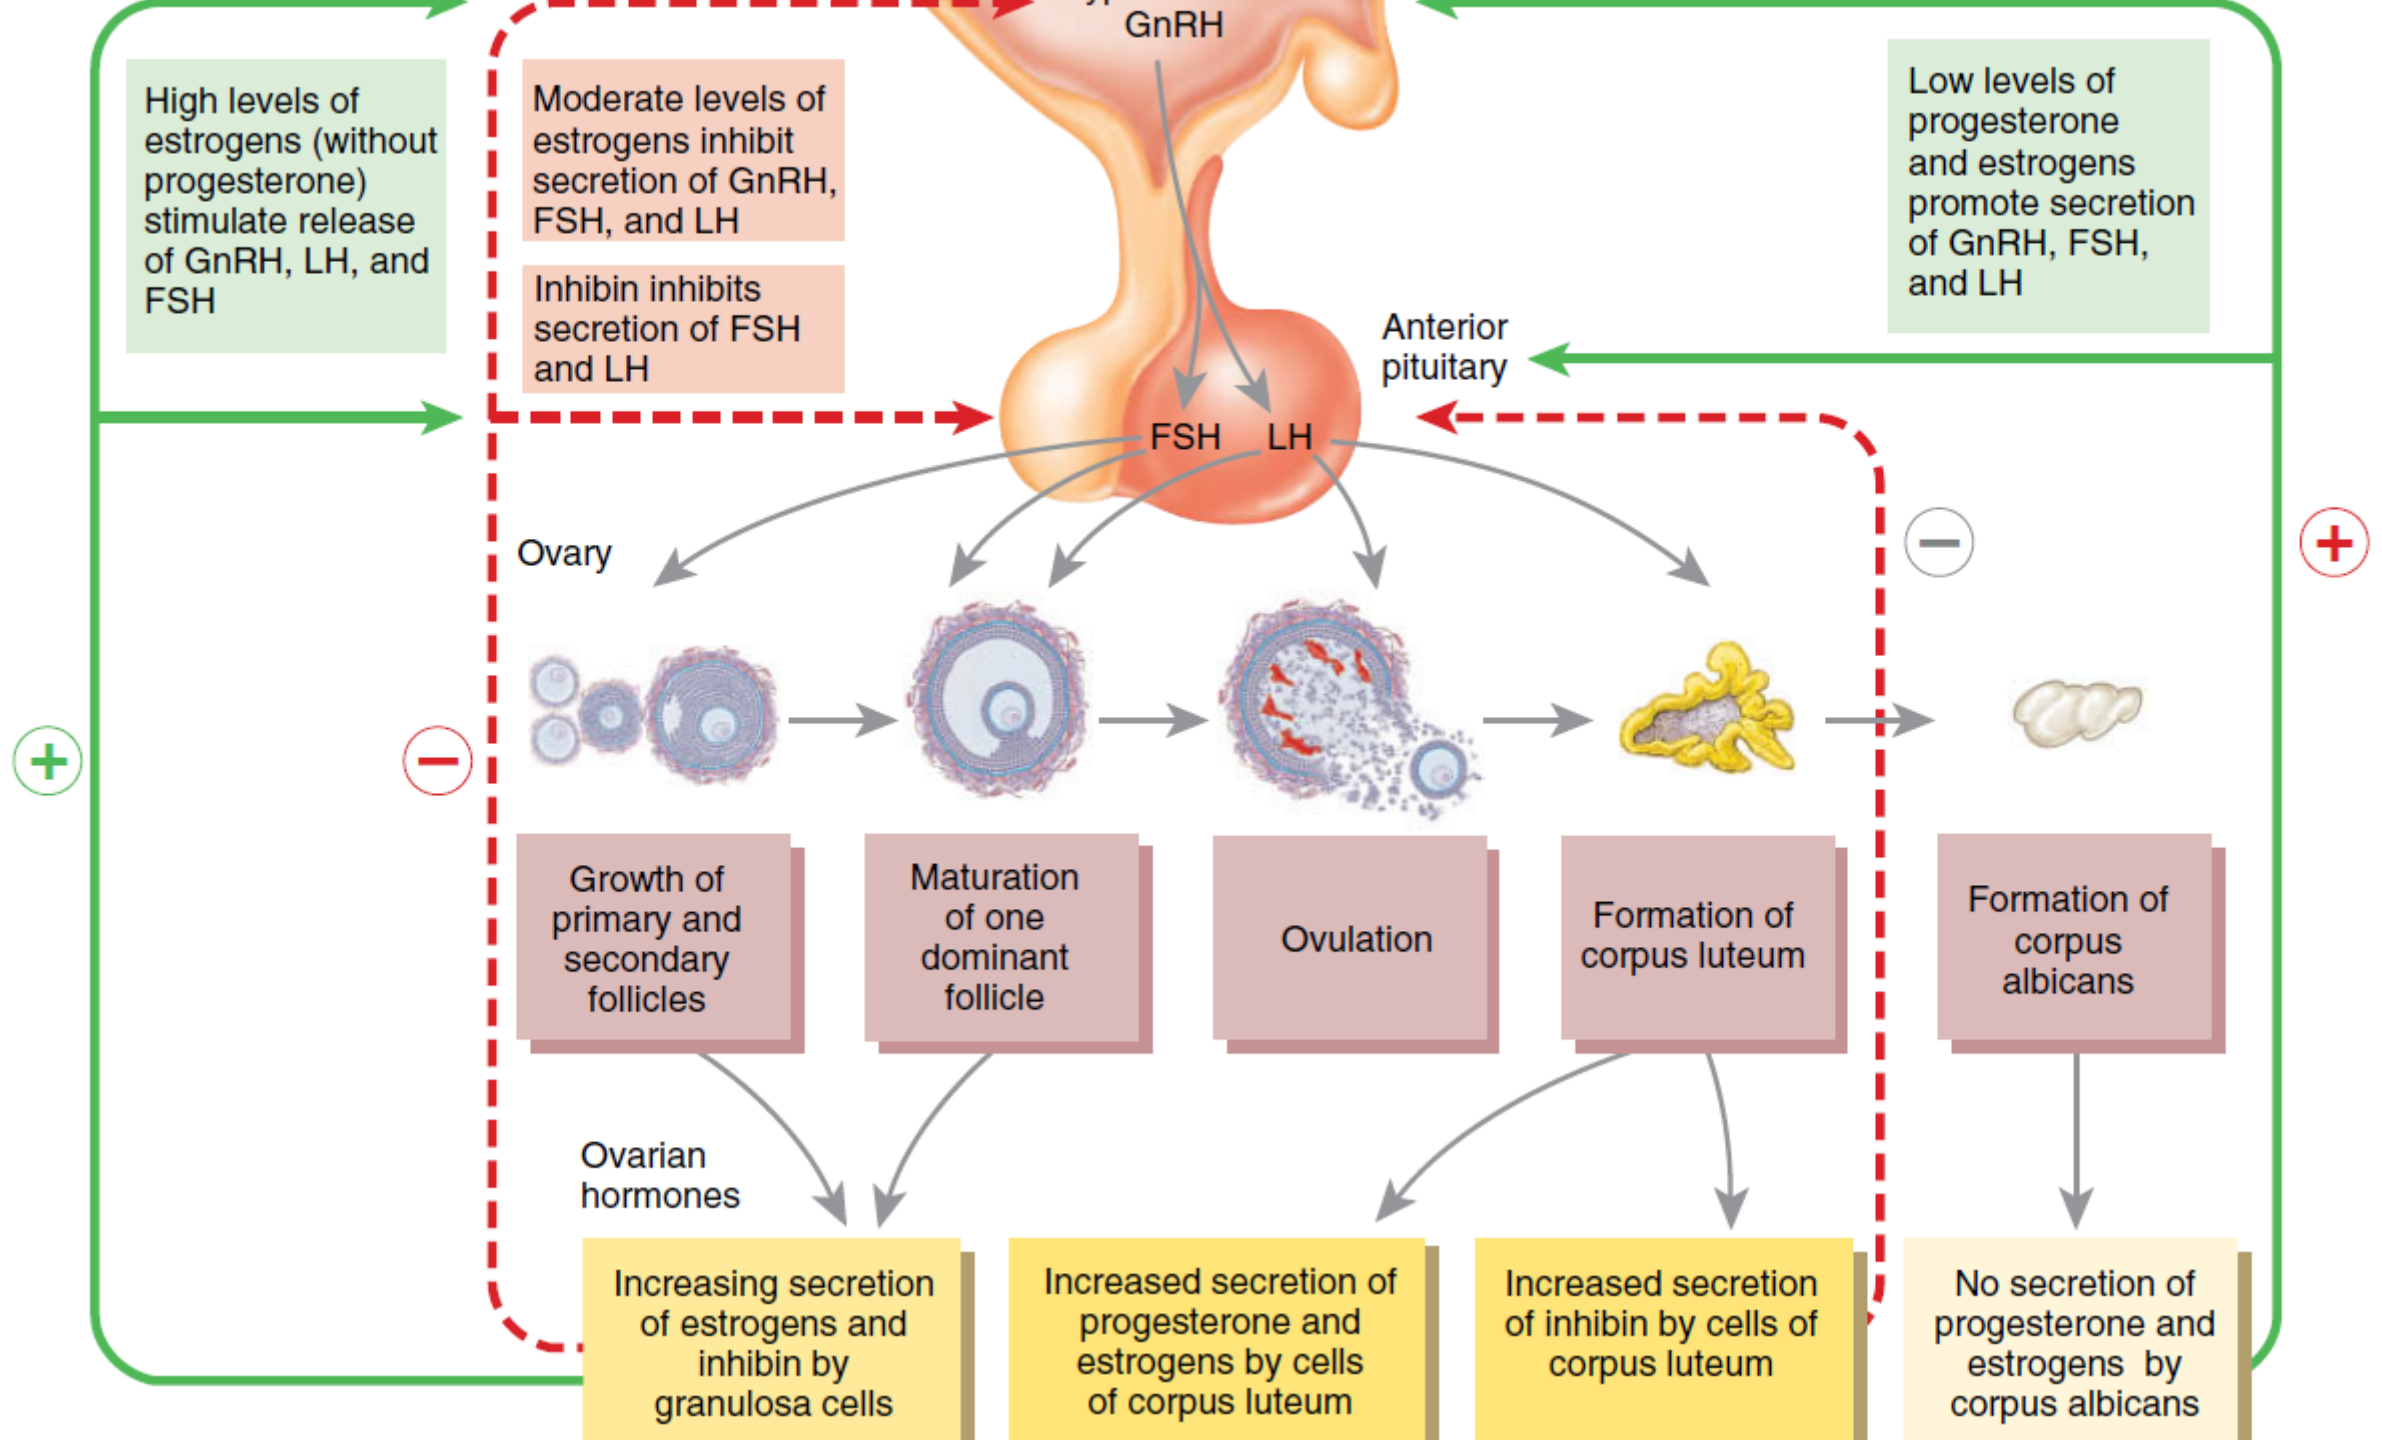 GnRH
High levels of
estrogens (without
progesterone)
stimulate release
of GnRH, LH, and
FSH
Moderate levels of
estrogens inhibit
secretion of GnRH,
FSH, and LH
Inhibin inhibits
secretion of FSH
and LH
Low levels of
progesterone
and estrogens
promote secretion
of GnRH, FSH,
and LH
Anterior
pituitary
FSH LH
Ovary
+
−
−
+
Growth of
primary and
secondary
follicles
Maturation
of one
dominant
follicle
Ovulation
Formation of
corpus luteum
Formation of
corpus
albicans
Ovarian
hormones
Increasing secretion
of estrogens and
inhibin by
granulosa cells
Increased secretion of
progesterone and
estrogens by cells
of corpus luteum
Increased secretion
of inhibin by cells of
corpus luteum
No secretion of
progesterone and
estrogens by
corpus albicans